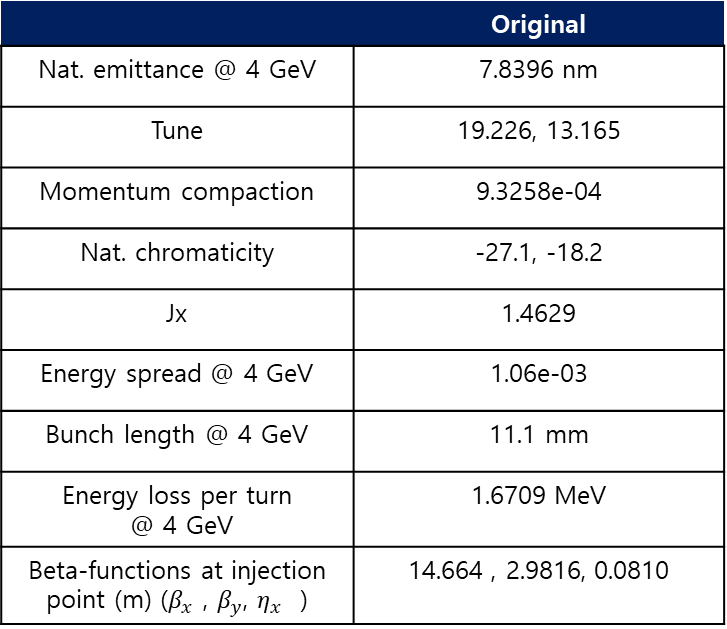 Original
Nat. emittance @ 4 GeV 7.8396 nm
Tune 19.226, 13.165
Momentum compaction 9.3258e-04
Nat. chromaticity -27.1, -18.2
Jx 1.4629
Energy spread @ 4 GeV 1.06e-03
Bunch length @ 4 GeV 11.1 mm
Energy loss per turn 1.6709 MeV
@ 4 GeV
Beta-functions at injection 14.664 , 2.9816, 0.0810
point (m) (𝛽𝑥 , 𝛽𝑦, 𝜂𝑥 )